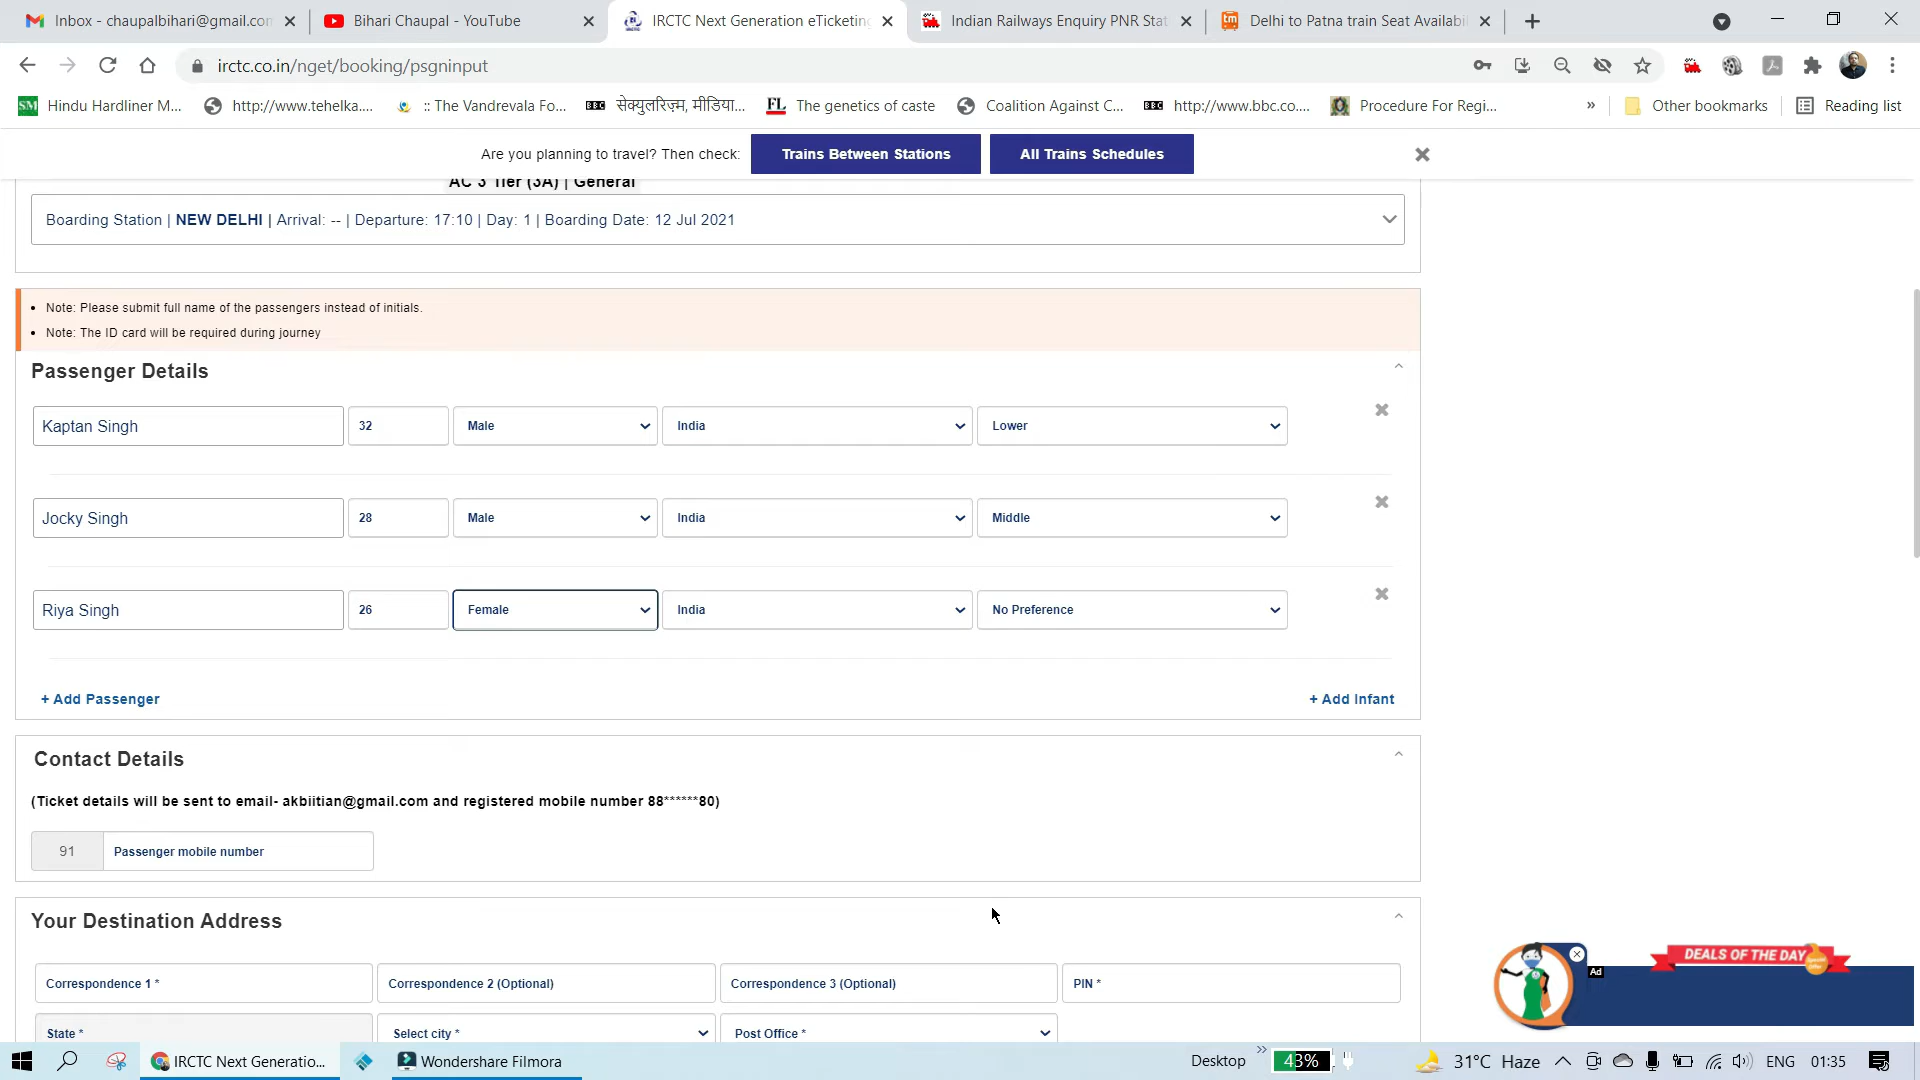 Inbox - chaupalbihari@gmail.con
Bihari Chaupal - YouTube
IRCTC Next Generation eTicketing
Indian Railways Enquiry PNR Stat
Delhi to Patna train Seat Availabil
irctc.co.in/nget/booking/psgninput
SM Hindu Hardliner M...
http://www.tehelka....
:: The Vandrevala Fo...
BBC सेक्युलरिज़्म, मीडिया...
FL The genetics of caste
Coalition Against C...
BBC http://www.bbc.co....
Procedure For Regi...
»
Other bookmarks
Reading list
Are you planning to travel? Then check:
Trains Between Stations
All Trains Schedules
AC 3 Tier (3A) | General
Boarding Station | NEW DELHI | Arrival: -- | Departure: 17:10 | Day: 1 | Boarding Date: 12 Jul 2021
Note: Please submit full name of the passengers instead of initials.
Note: The ID card will be required during journey
Passenger Details
Kaptan Singh 32 Male India Lower
Jocky Singh 28 Male India Middle
Riya Singh 26 Female India No Preference
+ Add Passenger
+ Add Infant
Contact Details
(Ticket details will be sent to email- akbiitian@gmail.com and registered mobile number 88******80)
91 Passenger mobile number
Your Destination Address
Correspondence 1 *
Correspondence 2 (Optional)
Correspondence 3 (Optional)
PIN *
State *
Select city *
Post Office *
DEALS OF THE DAY
Special Offer
Ad
IRCTC Next Generatio...
Wondershare Filmora
Desktop
»
43%
31°C Haze
ENG
01:35